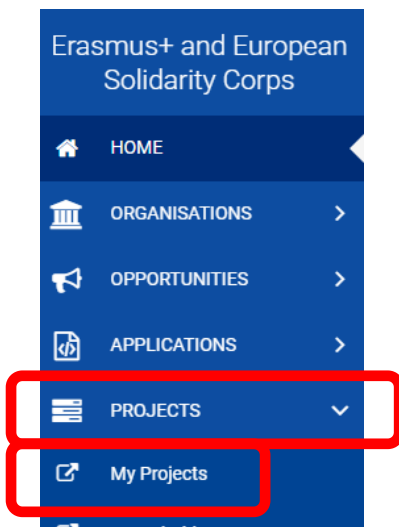 Erasmus+ and European
Solidarity Corps
HOME
ORGANISATIONS
OPPORTUNITIES
APPLICATIONS
PROJECTS
My Projects